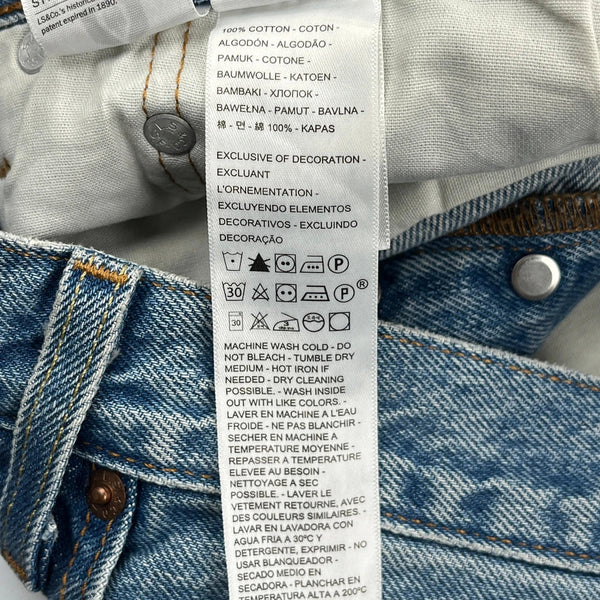 LS&Co.'s historica
patent expired in 1890.
100% COTTON - COTON -
ALGODÓN - ALGODÃO -
PAMUK - COTONE -
BAUMWOLLE - KATOEN -
BAMBAKI - ХЛОПОК -
BAWEŁNA - PAMUT - BAVLNA -
棉 - 면 - 綿 100% - KAPAS
EXCLUSIVE OF DECORATION -
EXCLUANT
L'ORNEMENTATION -
EXCLUYENDO ELEMENTOS
DECORATIVOS - EXCLUINDO
DECORAÇÃO
P
30 P®
30
MACHINE WASH COLD - DO
NOT BLEACH - TUMBLE DRY
MEDIUM - HOT IRON IF
NEEDED - DRY CLEANING
POSSIBLE. - WASH INSIDE
OUT WITH LIKE COLORS. -
LAVER EN MACHINE A L'EAU
FROIDE - NE PAS BLANCHIR -
SECHER EN MACHINE A
TEMPERATURE MOYENNE -
REPASSER A TEMPERATURE
ELEVEE AU BESOIN -
NETTOYAGE A SEC
POSSIBLE. - LAVER LE
VETEMENT RETOURNE, AVEC
DES COULEURS SIMILAIRES. -
LAVAR EN LAVADORA CON
AGUA FRIA A 30°C Y
DETERGENTE, EXPRIMIR - NO
USAR BLANQUEADOR -
SECADO MEDIO EN
SECADORA - PLANCHAR EN
TEMPERATURA ALTA A 200°C